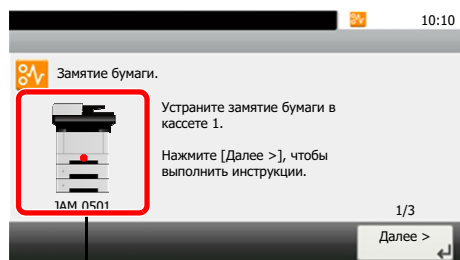 10:10
Замятие бумаги.
Устраните замятие бумаги в
кассете 1.
Нажмите [Далее >], чтобы
выполнить инструкции.
JAM 0501
1/3
Далее >